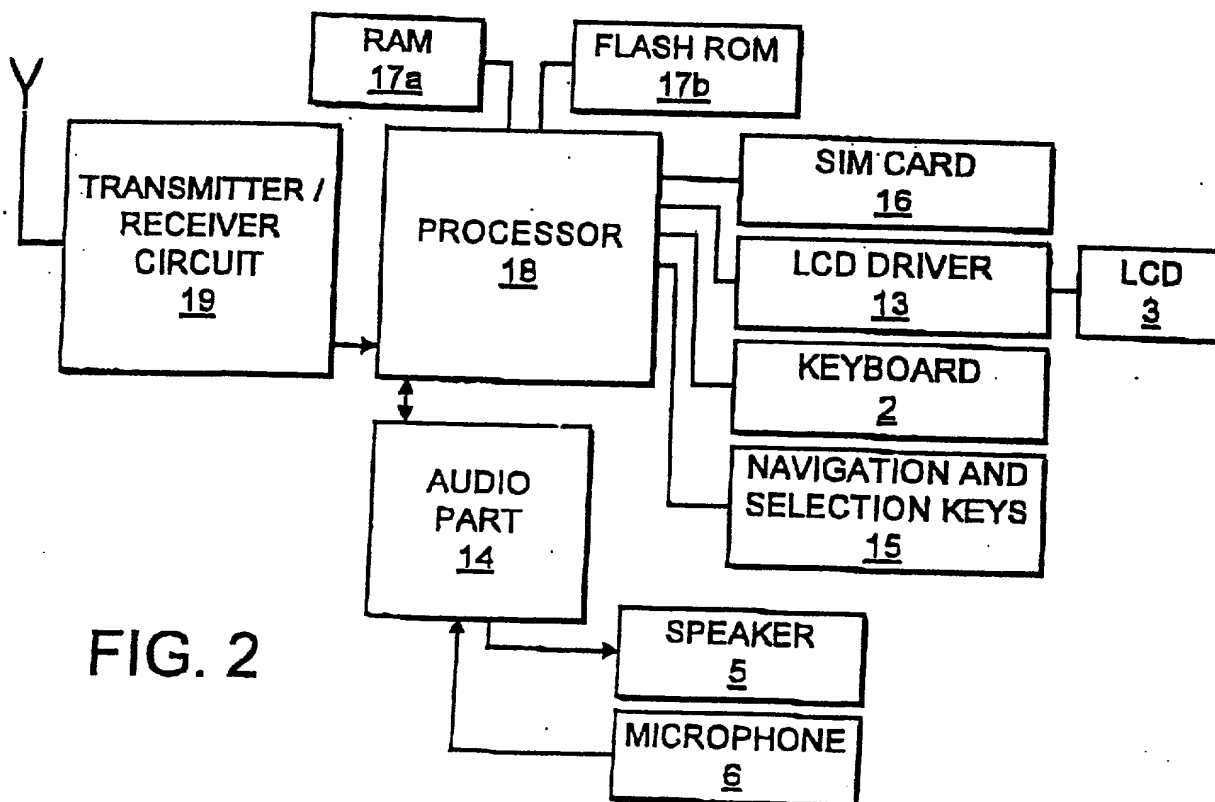 RAM
17a
FLASH ROM
17b
TRANSMITTER /
RECEIVER
CIRCUIT
19
PROCESSOR
18
SIM CARD
16
LCD DRIVER
13
LCD
3
KEYBOARD
2
NAVIGATION AND
SELECTION KEYS
15
AUDIO
PART
14
SPEAKER
5
MICROPHONE
6
FIG. 2